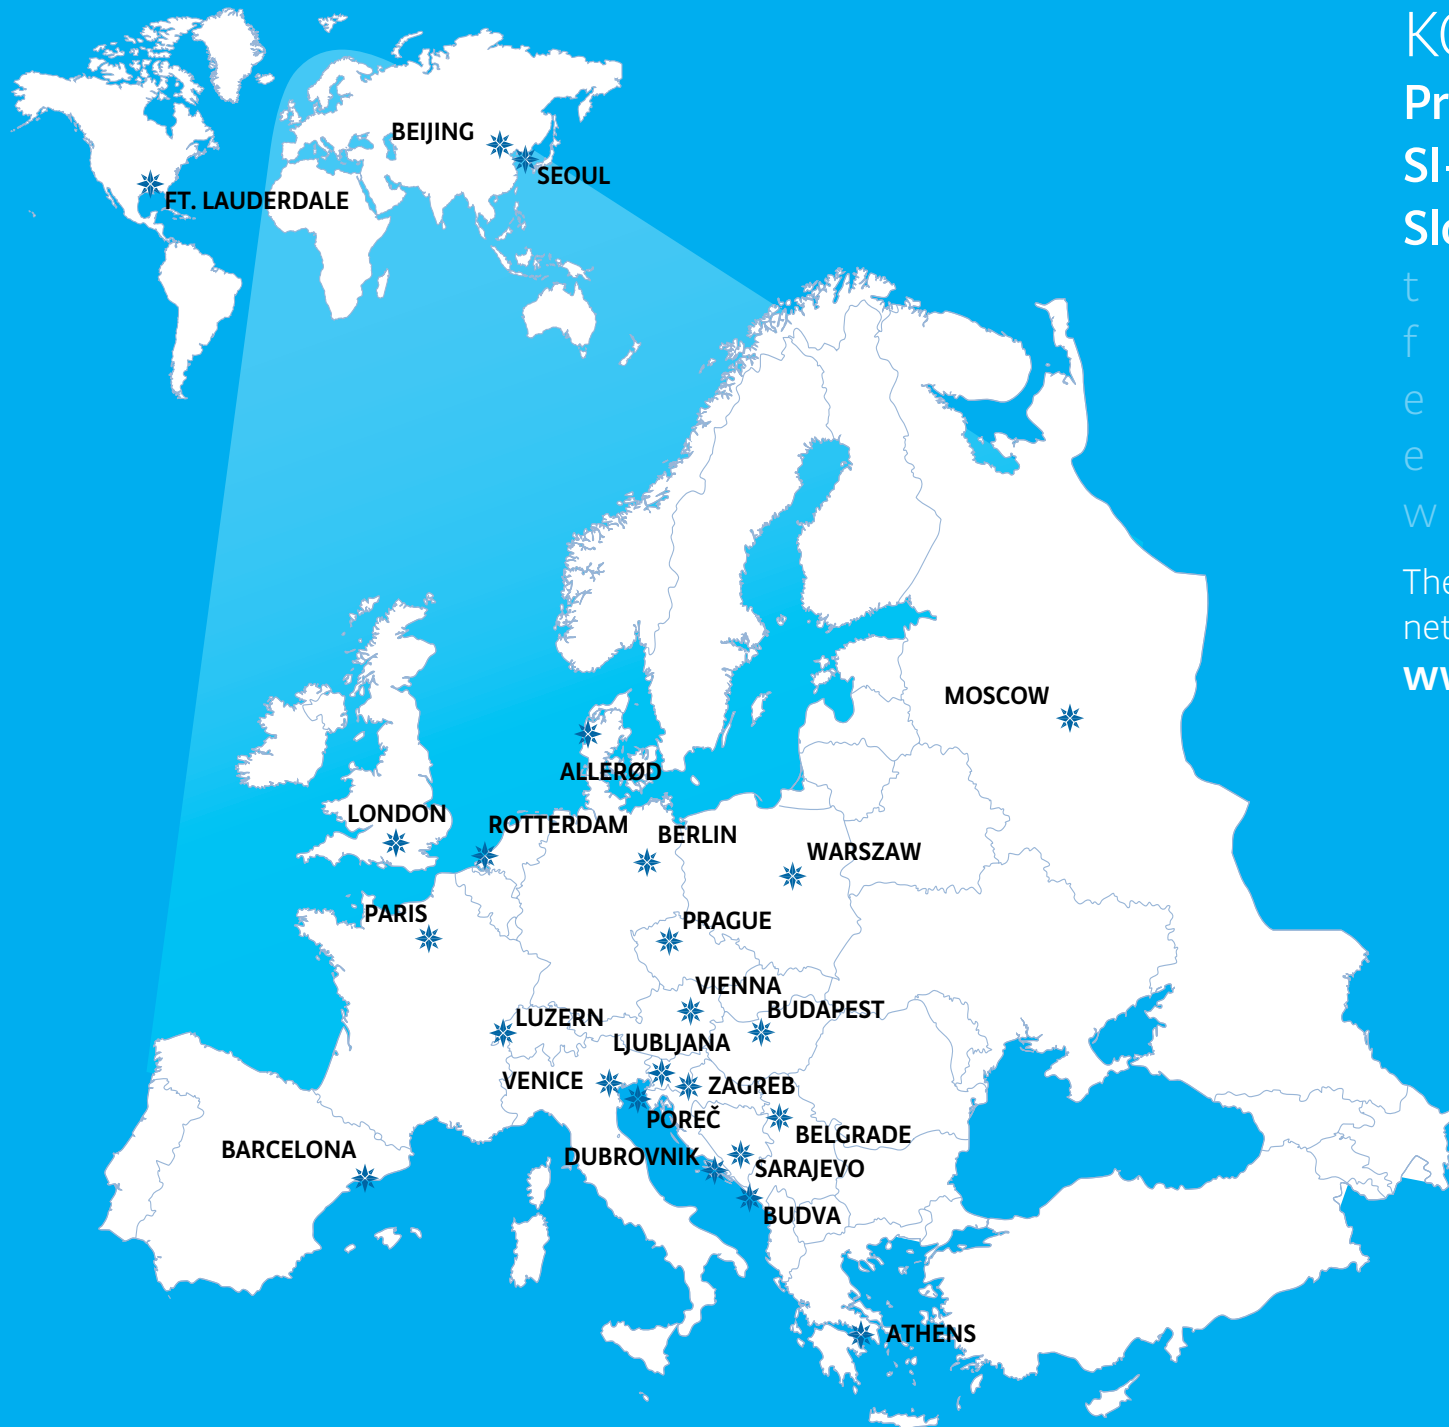 BEIJING
SEOUL
FT. LAUDERDALE
MOSCOW
ALLERØD
LONDON
ROTTERDAM
BERLIN
WARSZAW
PARIS
PRAGUE
VIENNA
BUDAPEST
LUZERN
LJUBLJANA
VENICE
ZAGREB
POREČ
BELGRADE
BARCELONA
DUBROVNIK
SARAJEVO
BUDVA
ATHENS
t
f
e
e
w